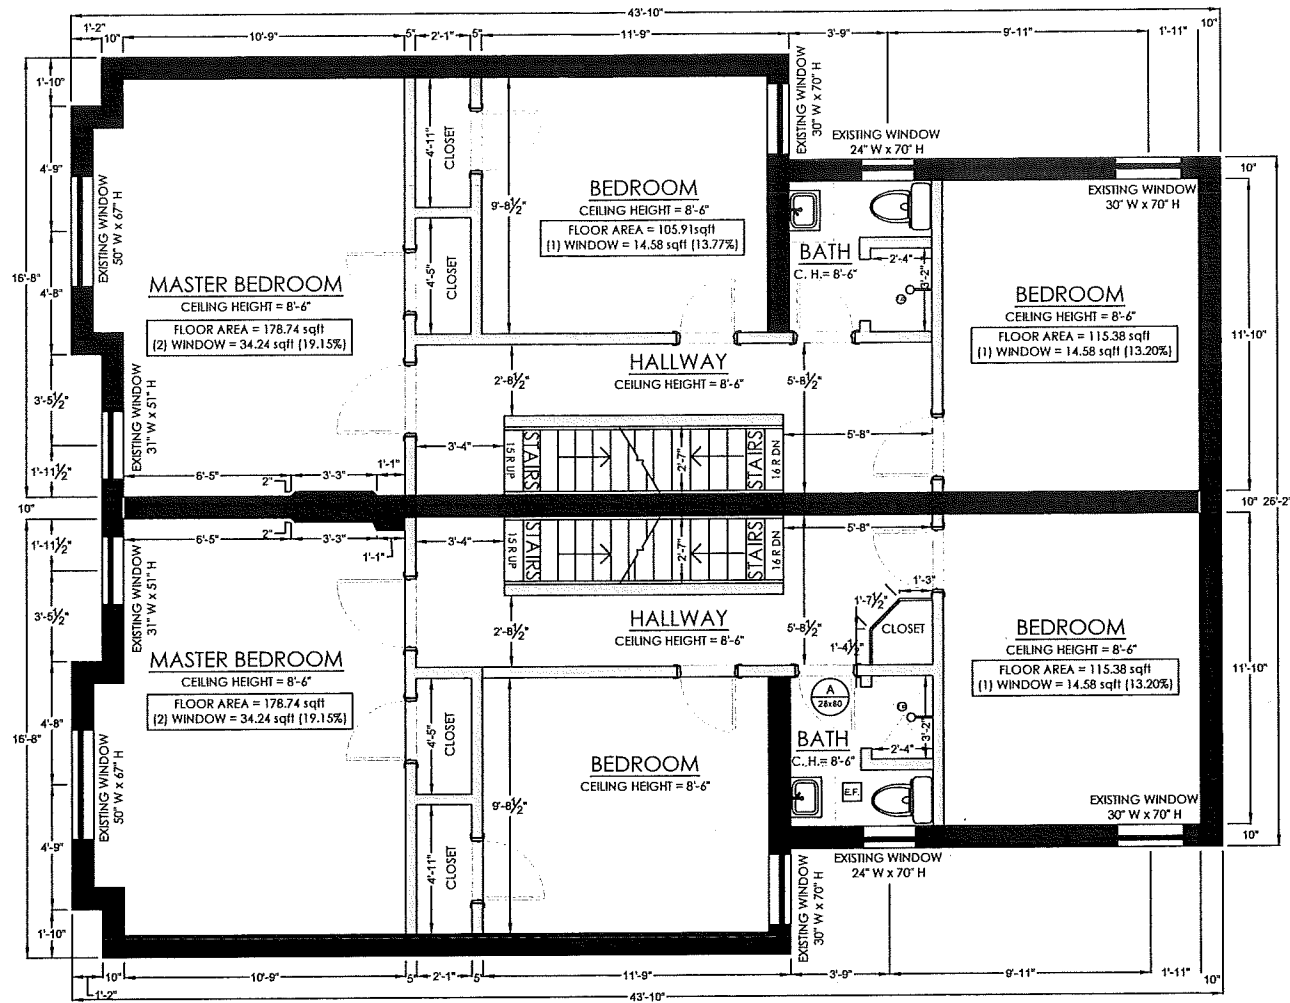 43'-10"
1'-2"
10"
10'-9"
5"
2'-1"
5"
11'-9"
3'-9"
9'-11"
1'-11"
10"
1'-10"
4'-9"
16'-8"
4'-8"
3'-5½"
1'-11½"
10"
EXISTING WINDOW
50" W x 67" H
EXISTING WINDOW
31" W x 51" H
MASTER BEDROOM
CEILING HEIGHT = 8'-6"
FLOOR AREA = 178.74 sqft
(2) WINDOW = 34.24 sqft (19.15%)
4'-11"
CLOSET
4'-5"
CLOSET
9'-8½"
BEDROOM
CEILING HEIGHT = 8'-6"
FLOOR AREA = 105.91sqft
(1) WINDOW = 14.58 sqft (13.77%)
EXISTING WINDOW
30" W x 70" H
EXISTING WINDOW
24" W x 70" H
BATH
C. H.= 8'-6"
2'-4"
3'-2"
EXISTING WINDOW
30" W x 70" H
BEDROOM
CEILING HEIGHT = 8'-6"
FLOOR AREA = 115.38 sqft
(1) WINDOW = 14.58 sqft (13.20%)
10"
11'-10"
10"
26'-2"
HALLWAY
CEILING HEIGHT = 8'-6"
2'-8½"
5'-8½"
3'-4"
5'-8"
15 R UP
STAIRS
2'-7"
STAIRS
16 R DN
6'-5"
2"
3'-3"
1'-1"
6'-5"
2"
3'-3"
1'-1"
3'-4"
15 R UP
STAIRS
2'-7"
STAIRS
16 R DN
5'-8"
1'-3"
1'-7½"
CLOSET
1'-4½"
2'-8½"
HALLWAY
CEILING HEIGHT = 8'-6"
5'-8½"
1'-11½"
3'-5½"
4'-8"
16'-8"
4'-9"
1'-10"
EXISTING WINDOW
31" W x 51" H
EXISTING WINDOW
50" W x 67" H
MASTER BEDROOM
CEILING HEIGHT = 8'-6"
FLOOR AREA = 178.74 sqft
(2) WINDOW = 34.24 sqft (19.15%)
4'-5"
CLOSET
4'-11"
CLOSET
9'-8½"
BEDROOM
CEILING HEIGHT = 8'-6"
A
28x80
BATH
C. H.= 8'-6"
3'-2"
2'-4"
E.F.
BEDROOM
CEILING HEIGHT = 8'-6"
FLOOR AREA = 115.38 sqft
(1) WINDOW = 14.58 sqft (13.20%)
11'-10"
10"
EXISTING WINDOW
30" W x 70" H
EXISTING WINDOW
24" W x 70" H
EXISTING WINDOW
30" W x 70" H
10"
10'-9"
5"
2'-1"
5"
11'-9"
3'-9"
9'-11"
1'-11"
10"
1'-2"
43'-10"